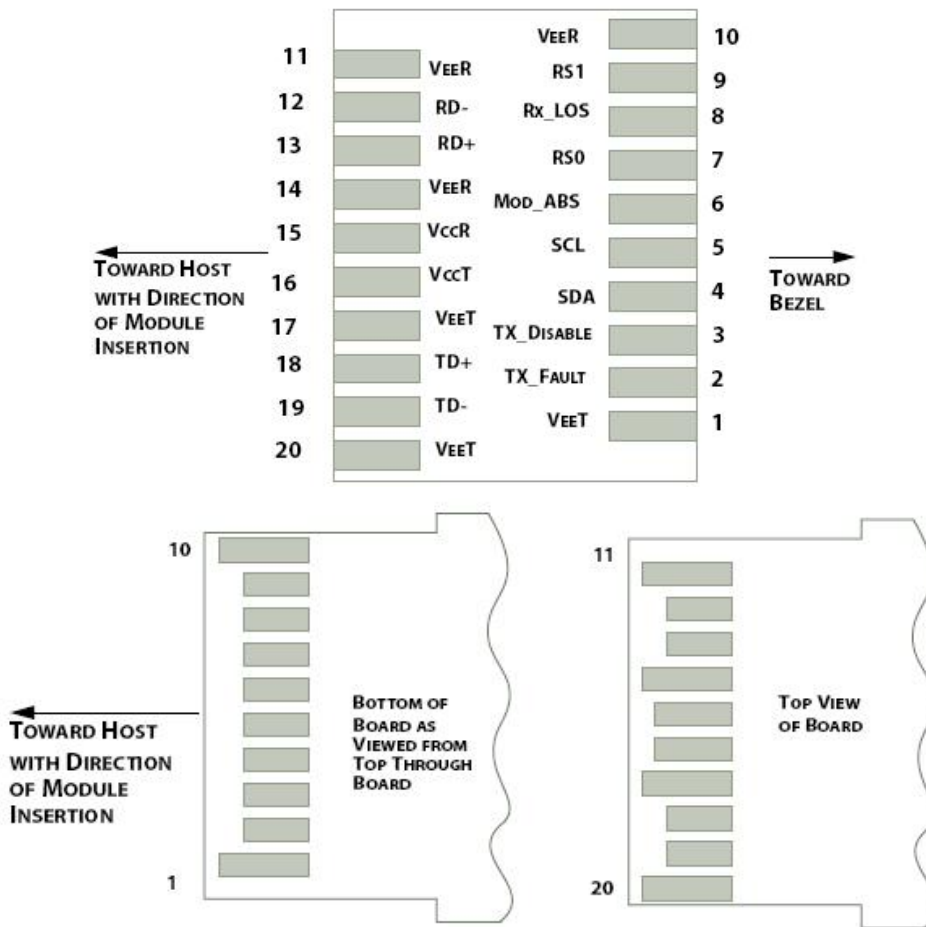 11 VEER
12 RD-
13 RD+
14 VEER
15 VCCR
16 VCCT
17 VEET
18 TD+
19 TD-
20 VEET
VEER 10
RS1 9
RX_LOS 8
RS0 7
MOD_ABS 6
SCL 5
SDA 4
TX_DISABLE 3
TX_FAULT 2
VEET 1
TOWARD HOST
WITH DIRECTION
OF MODULE
INSERTION
TOWARD
BEZEL
10
1
BOTTOM OF
BOARD AS
VIEWED FROM
TOP THROUGH
BOARD
TOWARD HOST
WITH DIRECTION
OF MODULE
INSERTION
11
20
TOP VIEW
OF BOARD